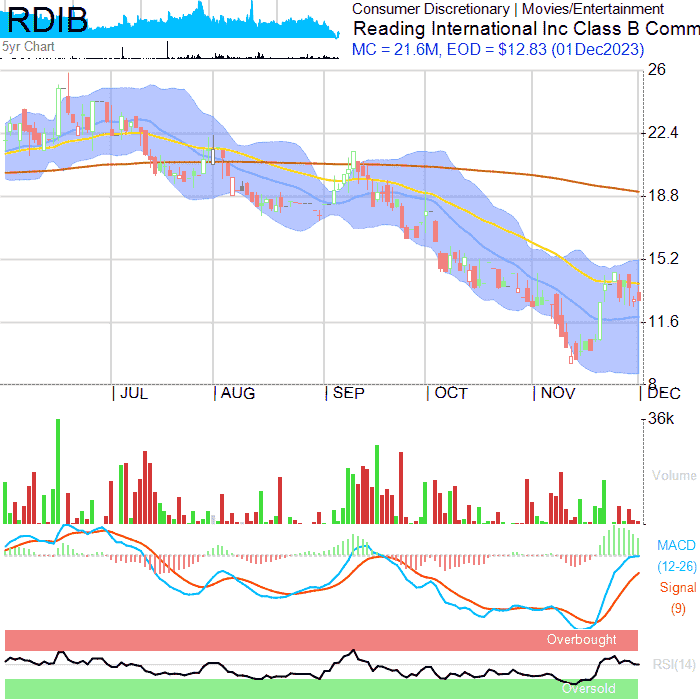 RDIB
5yr Chart
Consumer Discretionary | Movies/Entertainment
Reading International Inc Class B Comm
MC = 21.6M, EOD = $12.83 (01Dec2023)
26
22.4
18.8
15.2
11.6
8
JUL
AUG
SEP
OCT
NOV
DEC
36k
Volume
MACD
(12-26)
Signal
(9)
Overbought
RSI(14)
Oversold